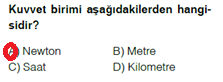 Kuvvet birimi aşağıdakilerden hangi-
sidir?
A) Newton B) Metre
C) Saat D) Kilometre